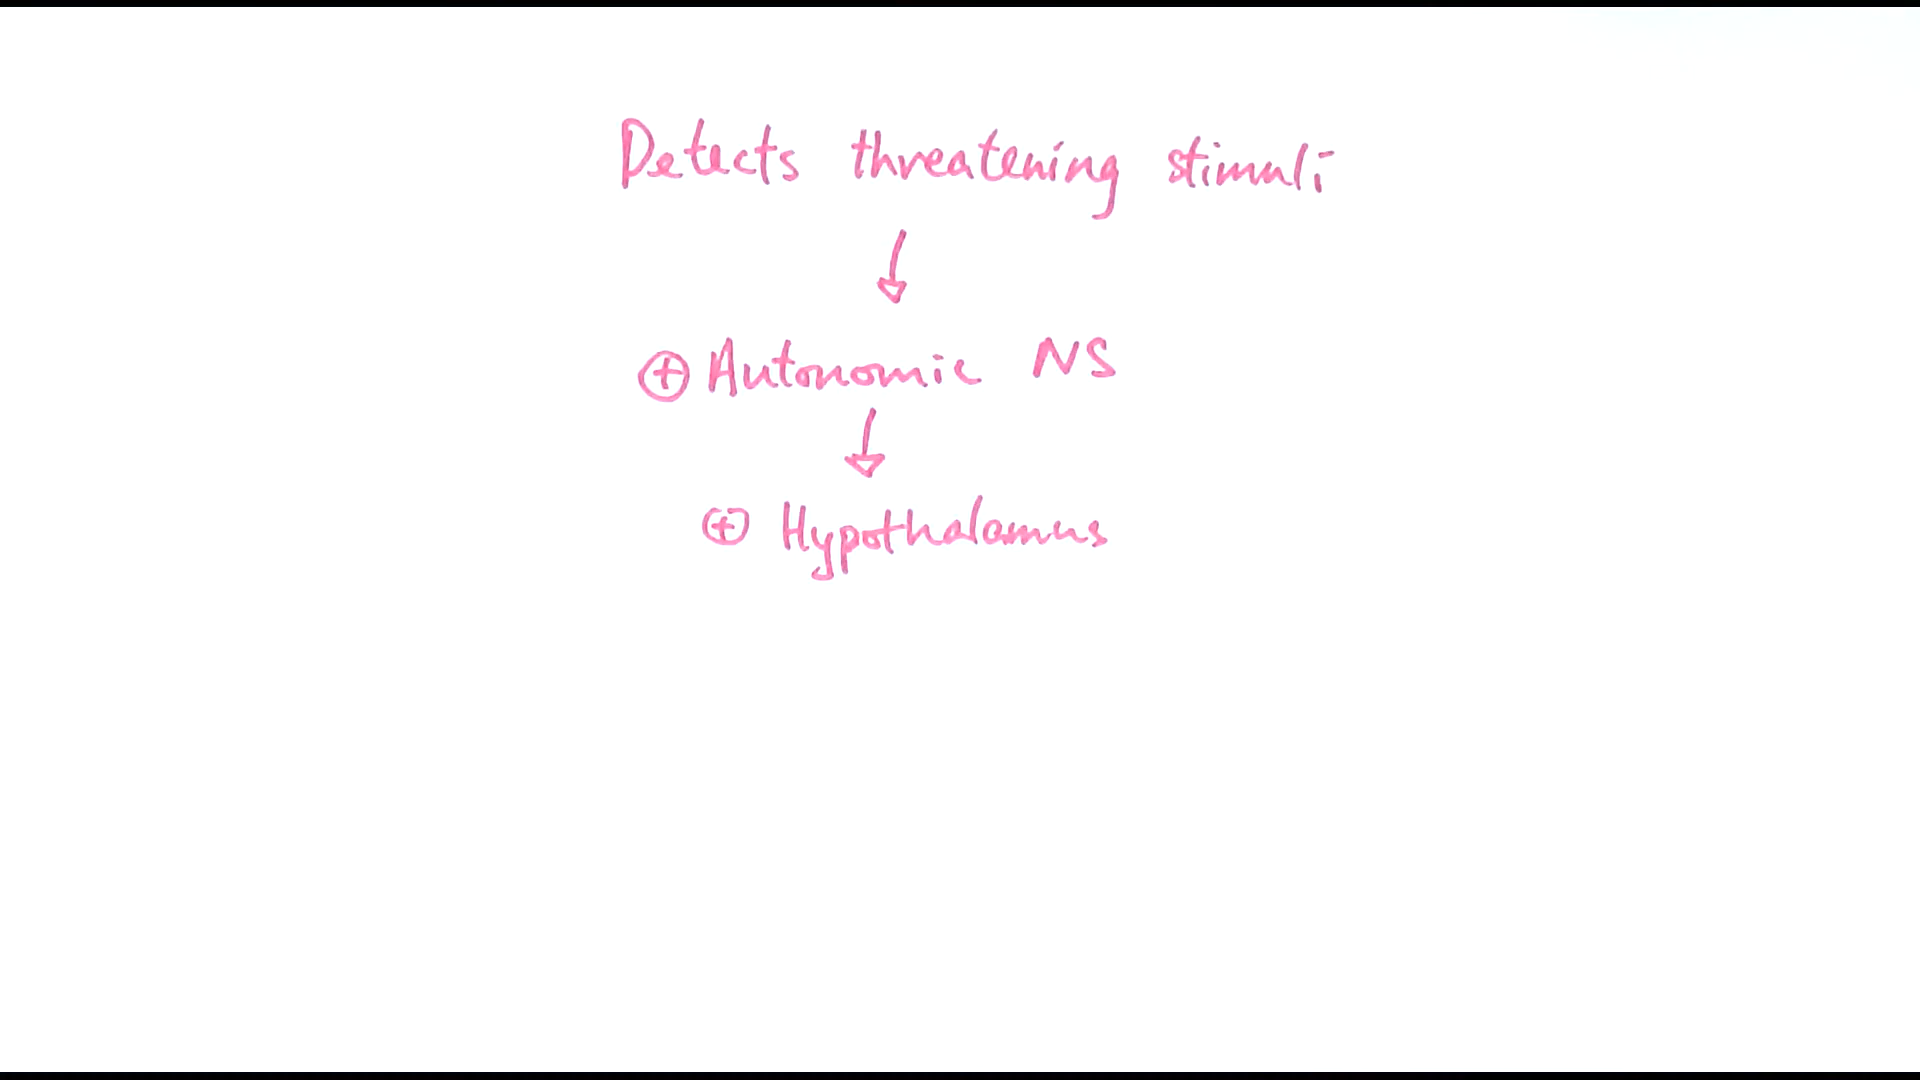 Detects threatening stimuli
↓
⊕ Autonomic NS
↓
⊕ Hypothalamus